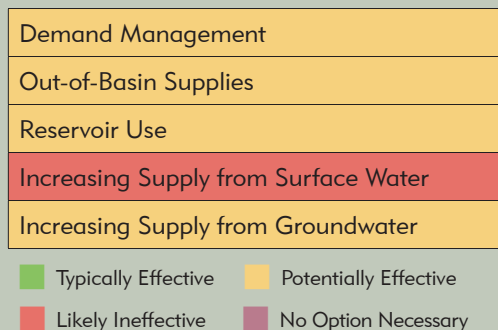 Demand Management
Out-of-Basin Supplies
Reservoir Use
Increasing Supply from Surface Water
Increasing Supply from Groundwater
Typically Effective Potentially Effective
Likely Ineffective No Option Necessary